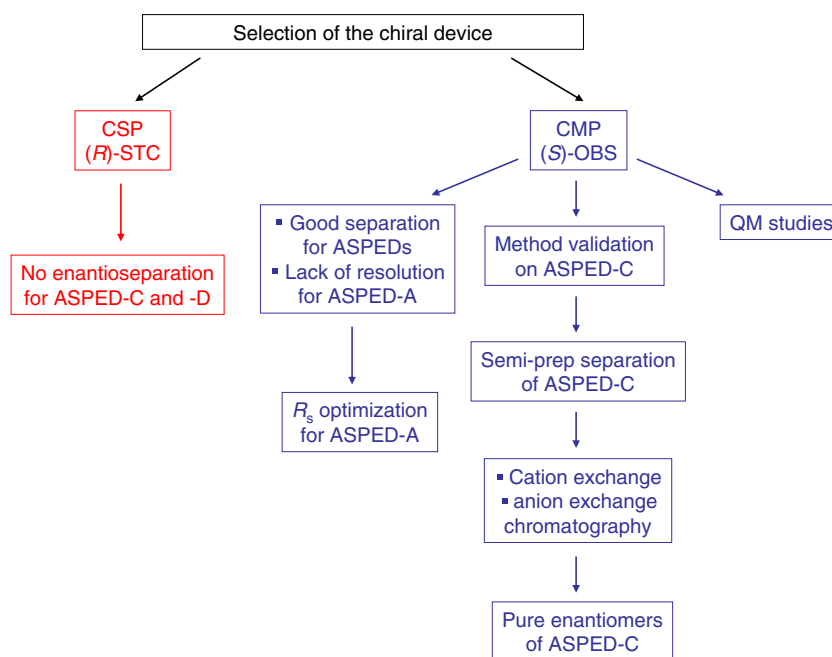 Selection of the chiral device
CSP
(R)-STC
No enantioseparation
for ASPED-C and -D
CMP
(S)-OBS
▪ Good separation
for ASPEDs
▪ Lack of resolution
for ASPED-A
Rs optimization
for ASPED-A
Method validation
on ASPED-C
Semi-prep separation
of ASPED-C
▪ Cation exchange
▪ anion exchange
chromatography
Pure enantiomers
of ASPED-C
QM studies